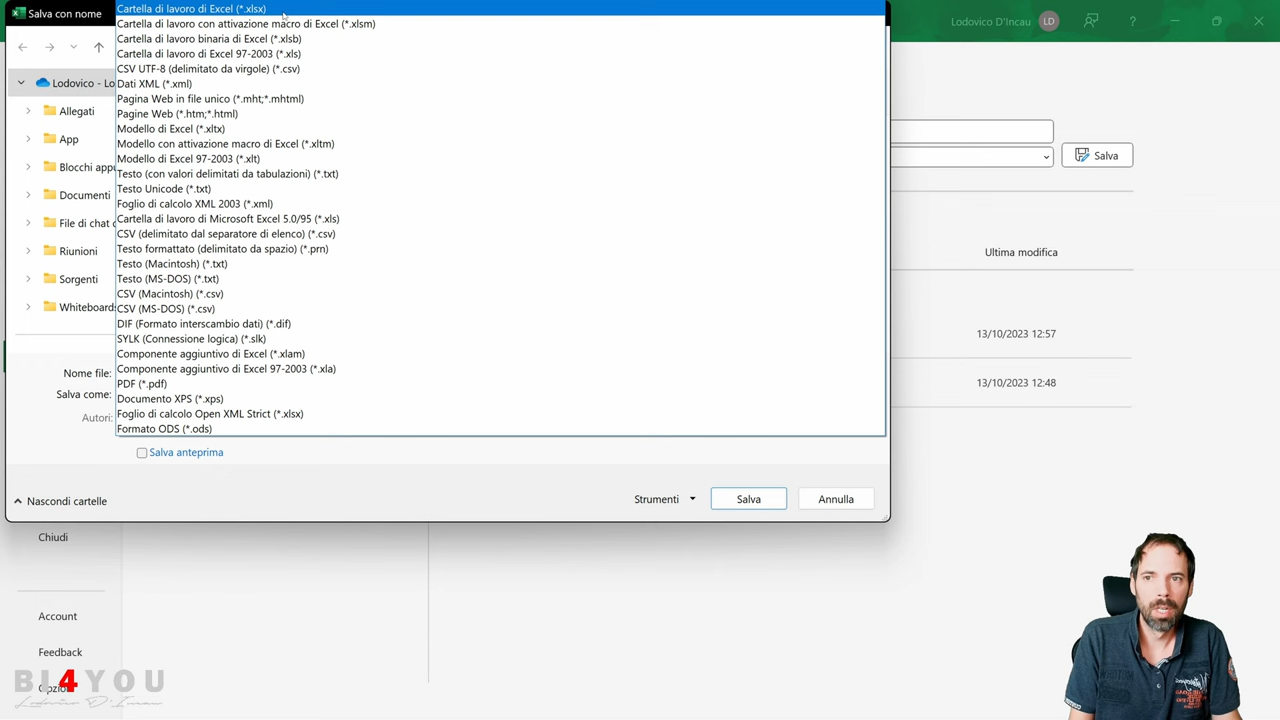 Salva con nome
Lodovico D'Incau
LD
?
Cartella di lavoro di Excel (*.xlsx)
Cartella di lavoro con attivazione macro di Excel (*.xlsm)
Cartella di lavoro binaria di Excel (*.xlsb)
Cartella di lavoro di Excel 97-2003 (*.xls)
CSV UTF-8 (delimitato da virgole) (*.csv)
Dati XML (*.xml)
Pagina Web in file unico (*.mht;*.mhtml)
Pagine Web (*.htm;*.html)
Modello di Excel (*.xltx)
Modello con attivazione macro di Excel (*.xltm)
Modello di Excel 97-2003 (*.xlt)
Testo (con valori delimitati da tabulazioni) (*.txt)
Testo Unicode (*.txt)
Foglio di calcolo XML 2003 (*.xml)
Cartella di lavoro di Microsoft Excel 5.0/95 (*.xls)
CSV (delimitato dal separatore di elenco) (*.csv)
Testo formattato (delimitato da spazio) (*.prn)
Testo (Macintosh) (*.txt)
Testo (MS-DOS) (*.txt)
CSV (Macintosh) (*.csv)
CSV (MS-DOS) (*.csv)
DIF (Formato interscambio dati) (*.dif)
SYLK (Connessione logica) (*.slk)
Componente aggiuntivo di Excel (*.xlam)
Componente aggiuntivo di Excel 97-2003 (*.xla)
PDF (*.pdf)
Documento XPS (*.xps)
Foglio di calcolo Open XML Strict (*.xlsx)
Formato ODS (*.ods)
Lodovico - Lo
Allegati
App
Blocchi appu
Documenti
File di chat c
Riunioni
Sorgenti
Whiteboards
Nome file:
Salva come:
Autori:
Salva anteprima
Nascondi cartelle
Strumenti
Salva
Annulla
Salva
Ultima modifica
13/10/2023 12:57
13/10/2023 12:48
Chiudi
Account
Feedback
BI4YOU
Lodovico D'Incau